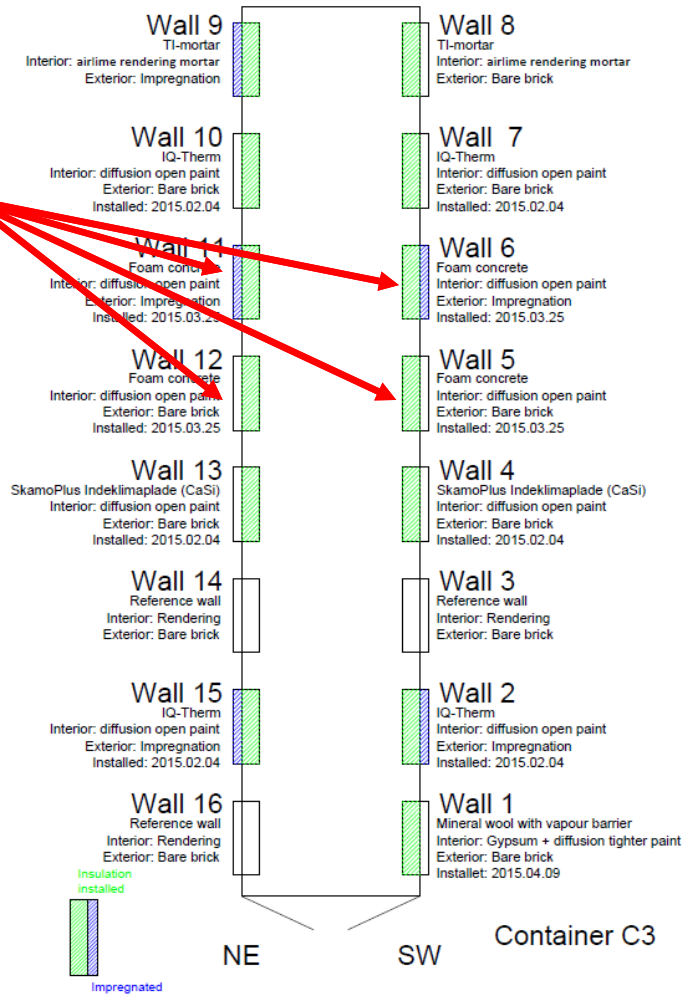 Wall 9
TI-mortar
Interior: airlime rendering mortar
Exterior: Impregnation
Wall 8
TI-mortar
Interior: airlime rendering mortar
Exterior: Bare brick
Wall 10
IQ-Therm
Interior: diffusion open paint
Exterior: Bare brick
Installed: 2015.02.04
Wall 7
IQ-Therm
Interior: diffusion open paint
Exterior: Bare brick
Installed: 2015.02.04
Wall 11
Foam concrete
Interior: diffusion open paint
Exterior: Impregnation
Installed: 2015.03.25
Wall 6
Foam concrete
Interior: diffusion open paint
Exterior: Impregnation
Installed: 2015.03.25
Wall 12
Foam concrete
Interior: diffusion open paint
Exterior: Bare brick
Installed: 2015.03.25
Wall 5
Foam concrete
Interior: diffusion open paint
Exterior: Bare brick
Installed: 2015.03.25
Wall 13
SkamoPlus Indeklimaplade (CaSi)
Interior: diffusion open paint
Exterior: Bare brick
Installed: 2015.02.04
Wall 4
SkamoPlus Indeklimaplade (CaSi)
Interior: diffusion open paint
Exterior: Bare brick
Installed: 2015.02.04
Wall 14
Reference wall
Interior: Rendering
Exterior: Bare brick
Wall 3
Reference wall
Interior: Rendering
Exterior: Bare brick
Wall 15
IQ-Therm
Interior: diffusion open paint
Exterior: Impregnation
Installed: 2015.02.04
Wall 2
IQ-Therm
Interior: diffusion open paint
Exterior: Impregnation
Installed: 2015.02.04
Wall 16
Reference wall
Interior: Rendering
Exterior: Bare brick
Wall 1
Mineral wool with vapour barrier
Interior: Gypsum + diffusion tighter paint
Exterior: Bare brick
Installet: 2015.04.09
Insulation
installed
Impregnated
NE
SW
Container C3